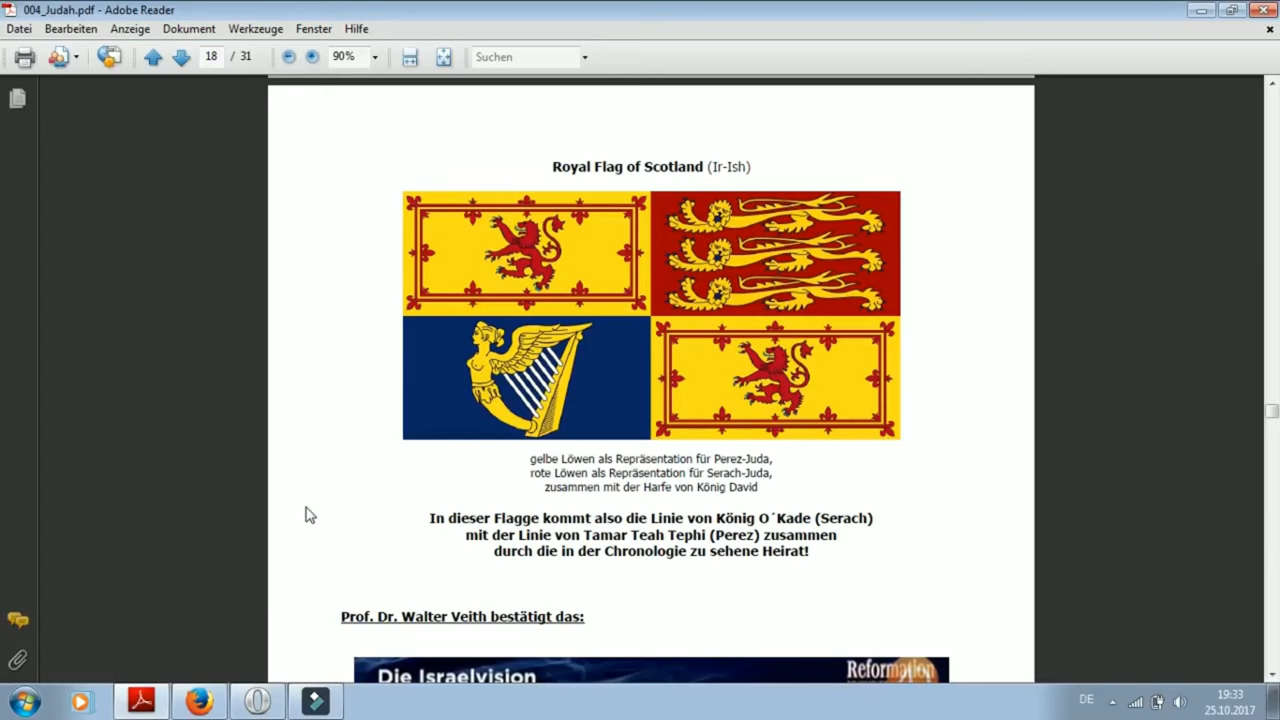 004_Judah.pdf - Adobe Reader
Datei Bearbeiten Anzeige Dokument Werkzeuge Fenster Hilfe
18 / 31 90% Suchen
Royal Flag of Scotland (Ir-Ish)
gelbe Löwen als Repräsentation für Perez-Juda,
rote Löwen als Repräsentation für Serach-Juda,
zusammen mit der Harfe von König David
In dieser Flagge kommt also die Linie von König O´Kade (Serach)
mit der Linie von Tamar Teah Tephi (Perez) zusammen
durch die in der Chronologie zu sehene Heirat!
Prof. Dr. Walter Veith bestätigt das:
Die Israelvision
Reformation
DE
19:33
25.10.2017